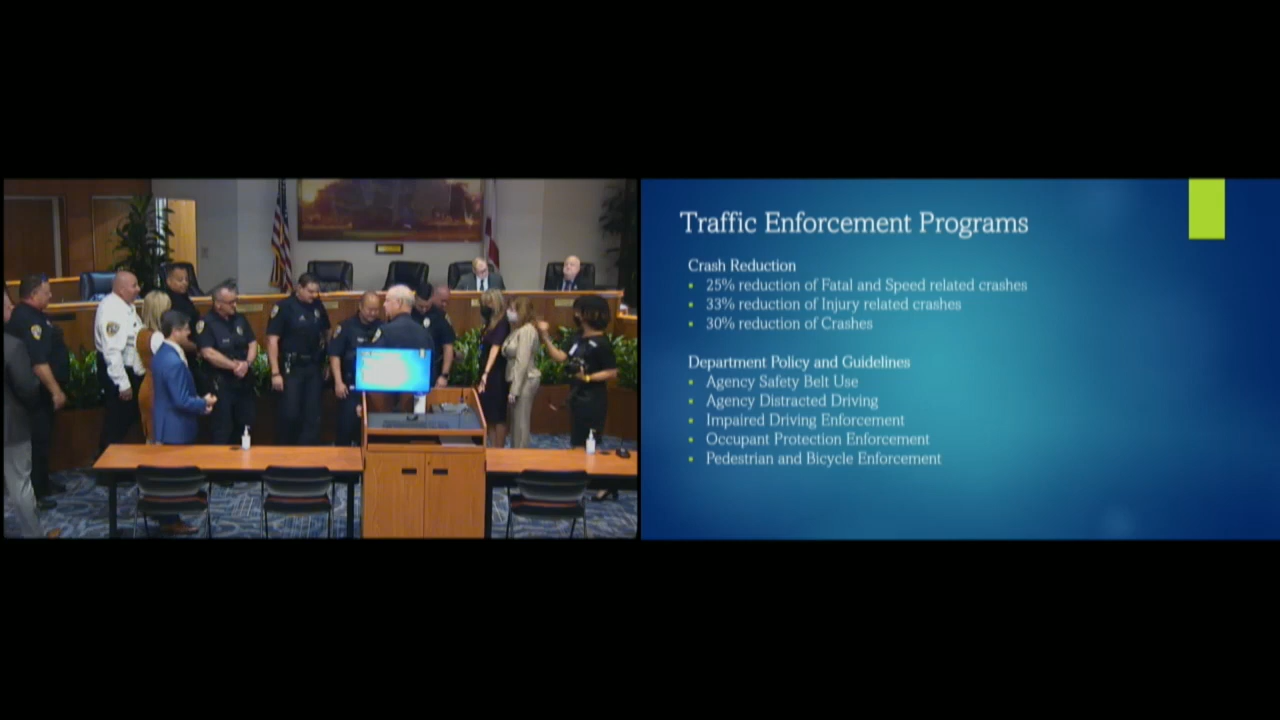 Traffic Enforcement Programs
Crash Reduction
25% reduction of Fatal and Speed related crashes
33% reduction of Injury related crashes
30% reduction of Crashes
Department Policy and Guidelines
Agency Safety Belt Use
Agency Distracted Driving
Impaired Driving Enforcement
Occupant Protection Enforcement
Pedestrian and Bicycle Enforcement